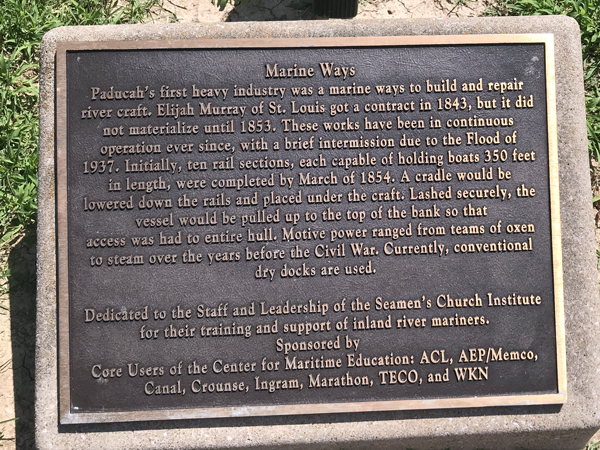 Marine Ways
Paducah's first heavy industry was a marine ways to build and repair
river craft. Elijah Murray of St. Louis got a contract in 1843, but it did
not materialize until 1853. These works have been in continuous
operation ever since, with a brief intermission due to the Flood of
1937. Initially, ten rail sections, each capable of holding boats 350 feet
in length, were completed by March of 1854. A cradle would be
lowered down the rails and placed under the craft. Lashed securely, the
vessel would be pulled up to the top of the bank so that
access was had to entire hull. Motive power ranged from teams of oxen
to steam over the years before the Civil War. Currently, conventional
dry docks are used.
Dedicated to the Staff and Leadership of the Seamen's Church Institute
for their training and support of inland river mariners.
Sponsored by
Core Users of the Center for Maritime Education: ACL, AEP/Memco,
Canal, Crounse, Ingram, Marathon, TECO, and WKN